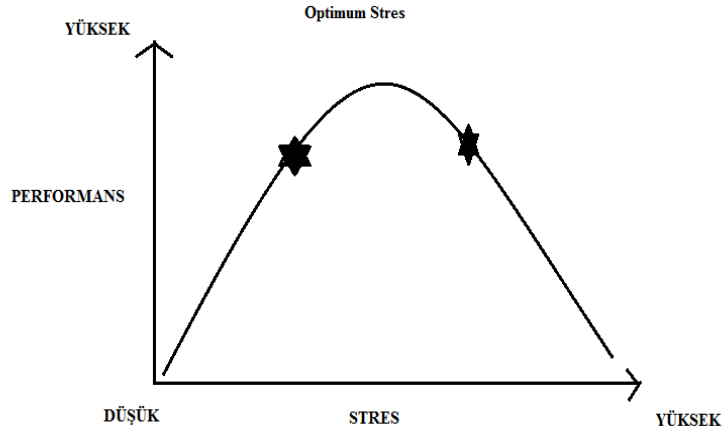 Optimum Stres
YÜKSEK
PERFORMANS
DÜŞÜK
STRES
YÜKSEK